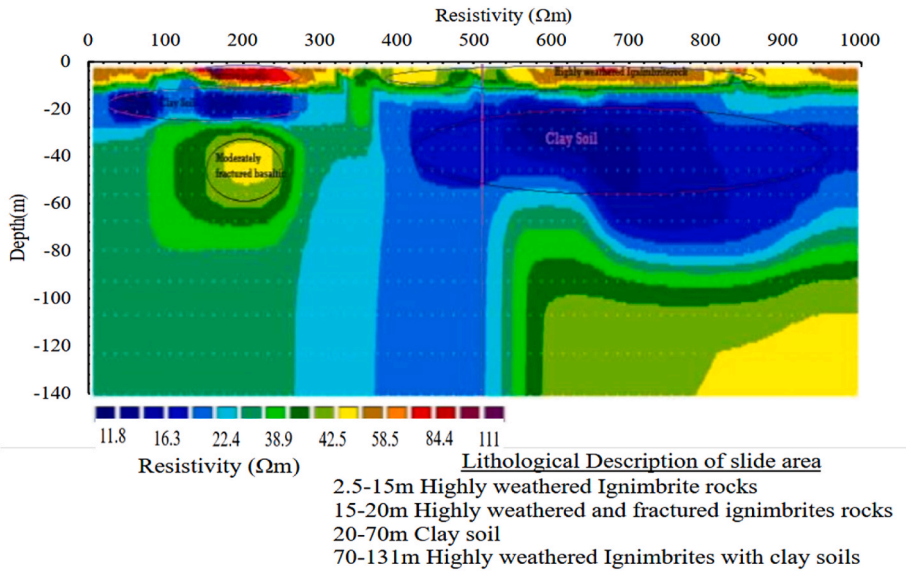 Resistivity (Ωm)
0 100 200 300 400 500 600 700 800 900 1000
Depth(m)
0
-20
-40
-60
-80
-100
-120
-140
Highly weathered Ignimbriterock
Clay Soil
Clay Soil
Moderately
fractured basaltic
11.8 16.3 22.4 38.9 42.5 58.5 84.4 111
Resistivity (Ωm)
Lithological Description of slide area
2.5-15m Highly weathered Ignimbrite rocks
15-20m Highly weathered and fractured ignimbrites rocks
20-70m Clay soil
70-131m Highly weathered Ignimbrites with clay soils